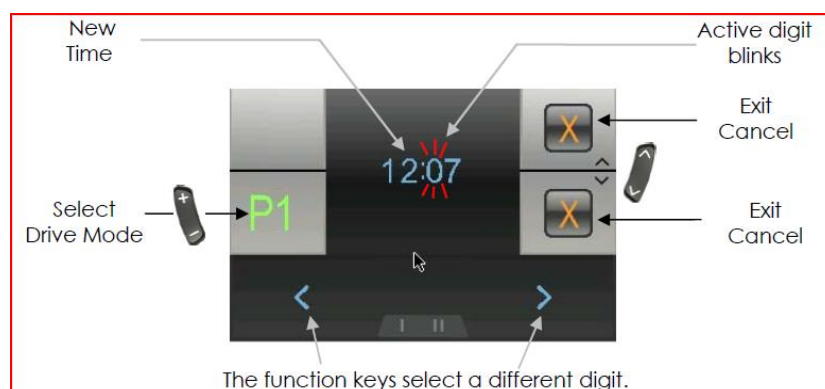 New
Time
Active digit
blinks
Exit
Cancel
X
12:07
Select
Drive Mode
+
-
P1
X
Exit
Cancel
< >
I II
The function keys select a different digit.